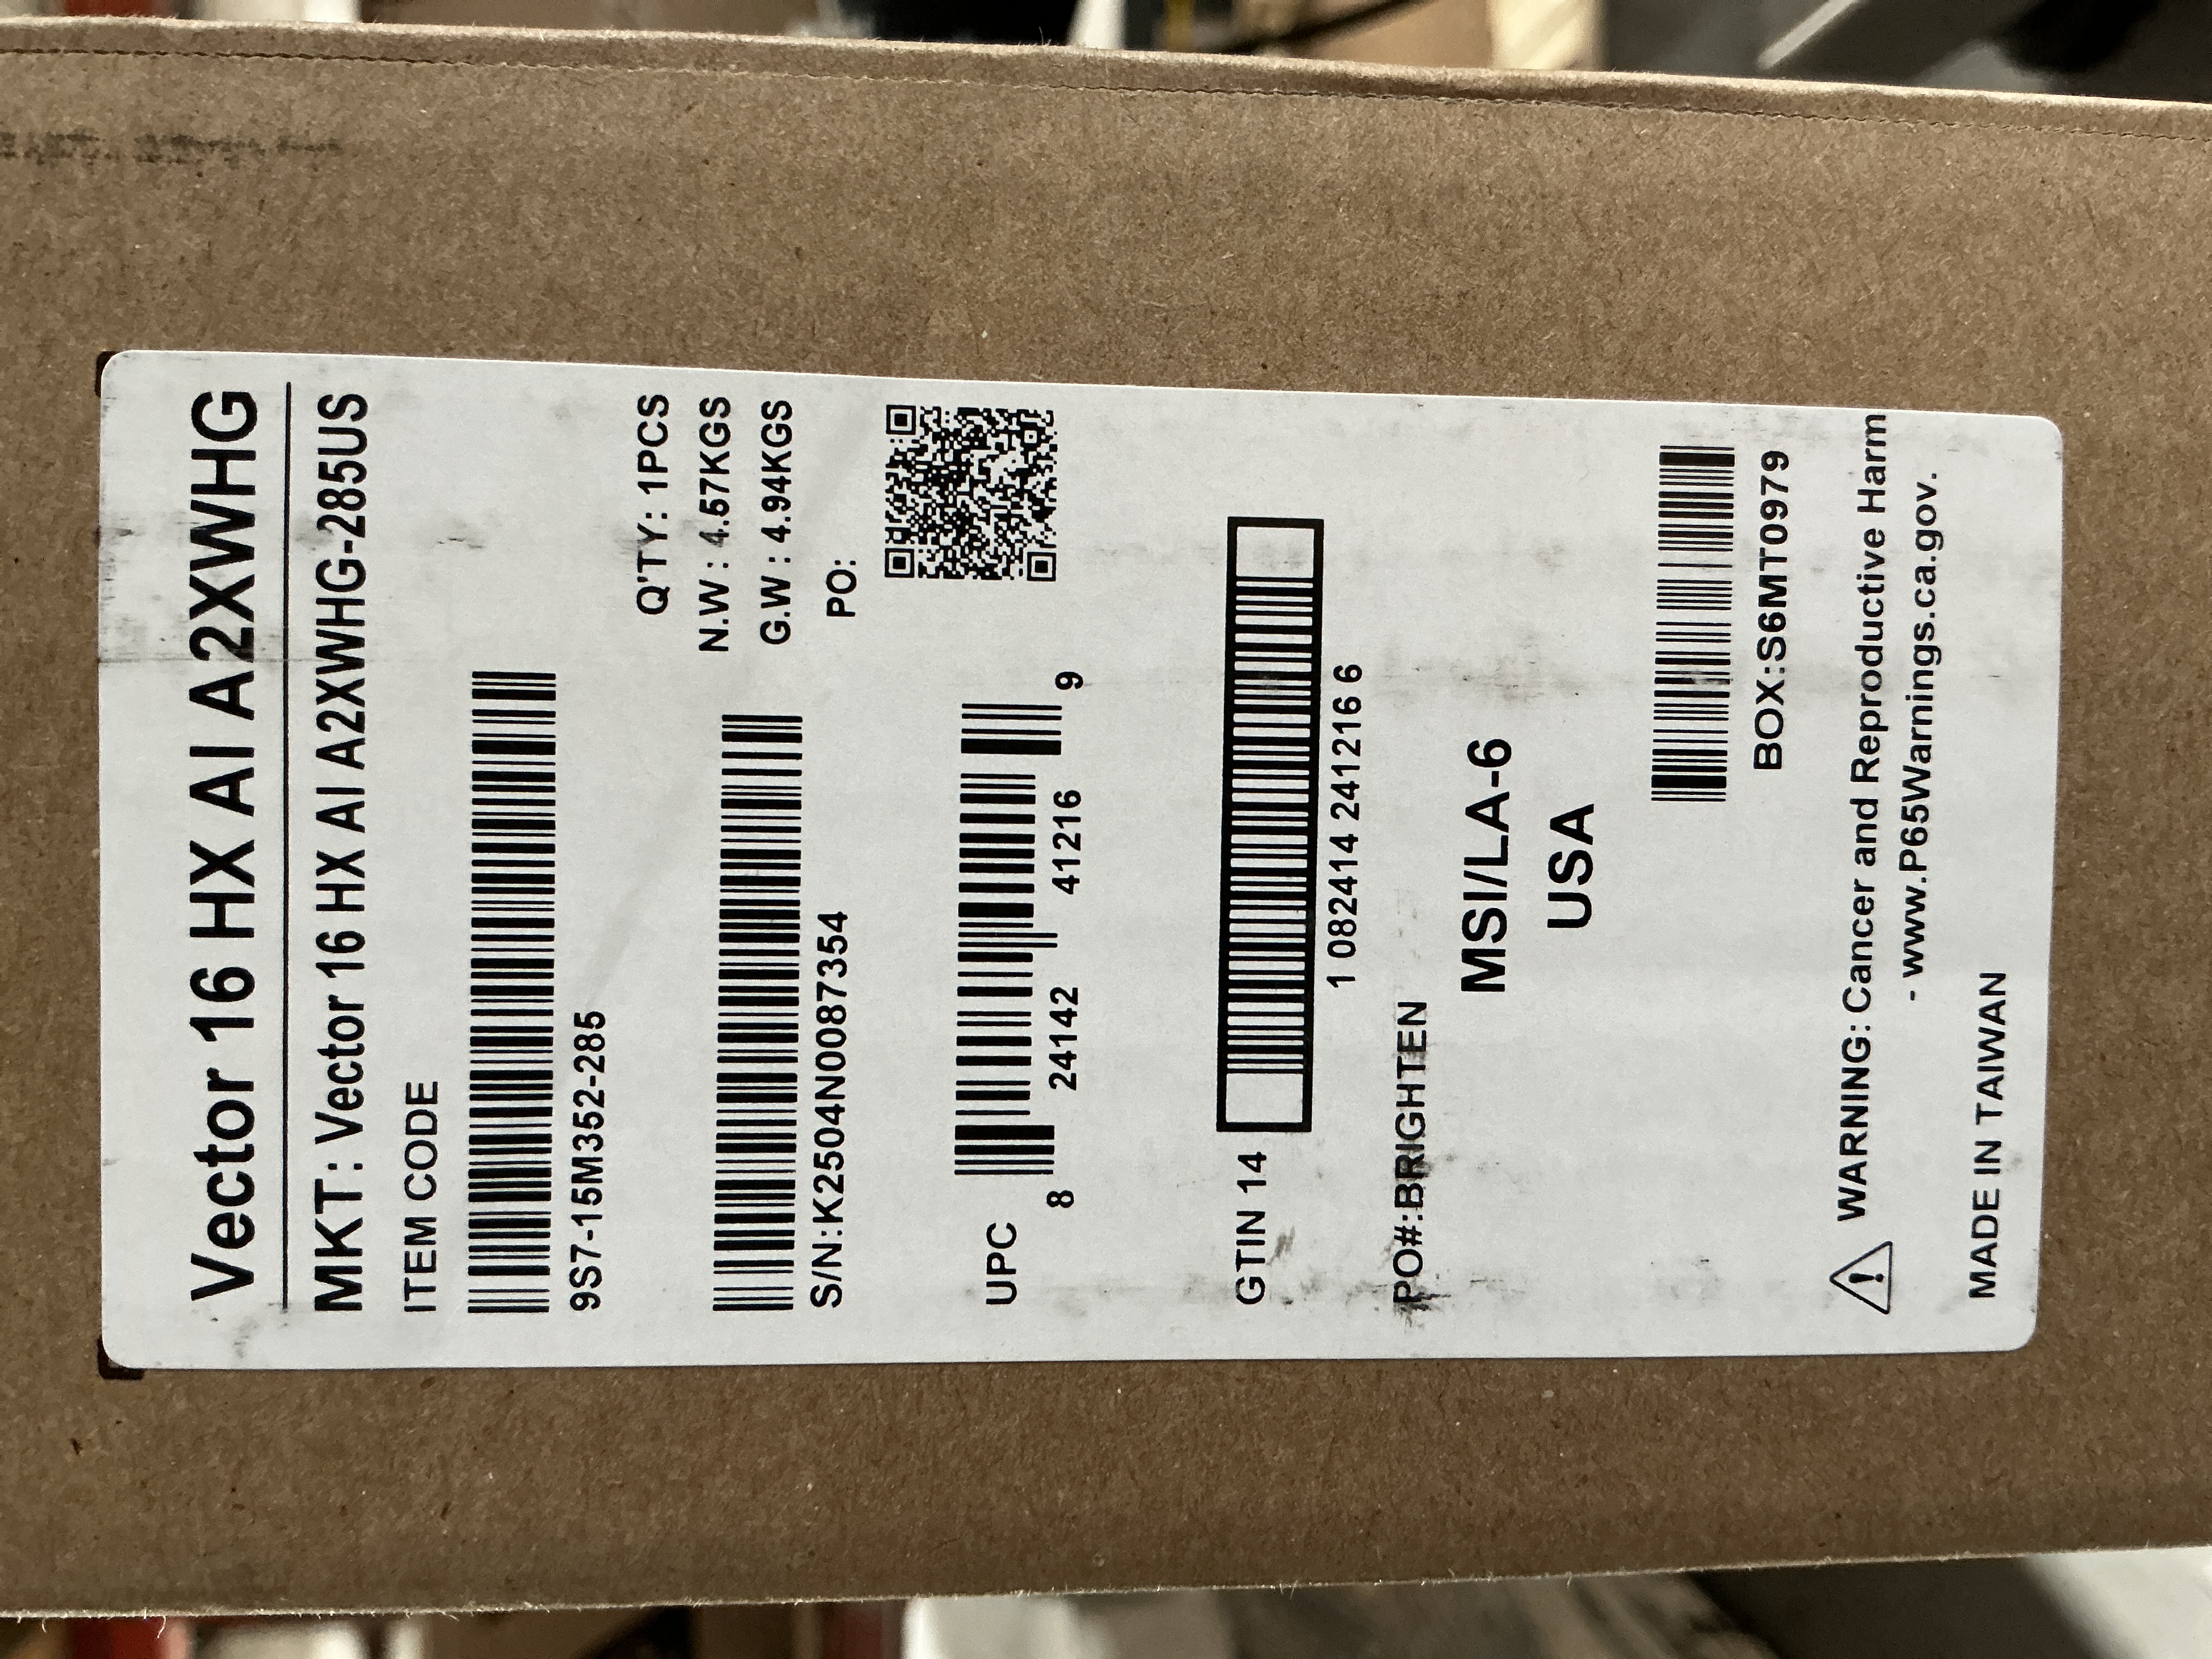 Vector 16 HX AI A2XWHG
MKT: Vector 16 HX AI A2XWHG-285US
ITEM CODE
9S7-15M352-285
Q'TY: 1PCS
N.W : 4.57KGS
G.W : 4.94KGS
S/N:K2504N0087354
PO:
UPC
8 24142 41216 9
GTIN 14
1 082414 241216 6
PO#:BRIGHTEN
MSI/LA-6
USA
BOX:S6MT0979
WARNING: Cancer and Reproductive Harm
- www.P65Warnings.ca.gov.
MADE IN TAIWAN